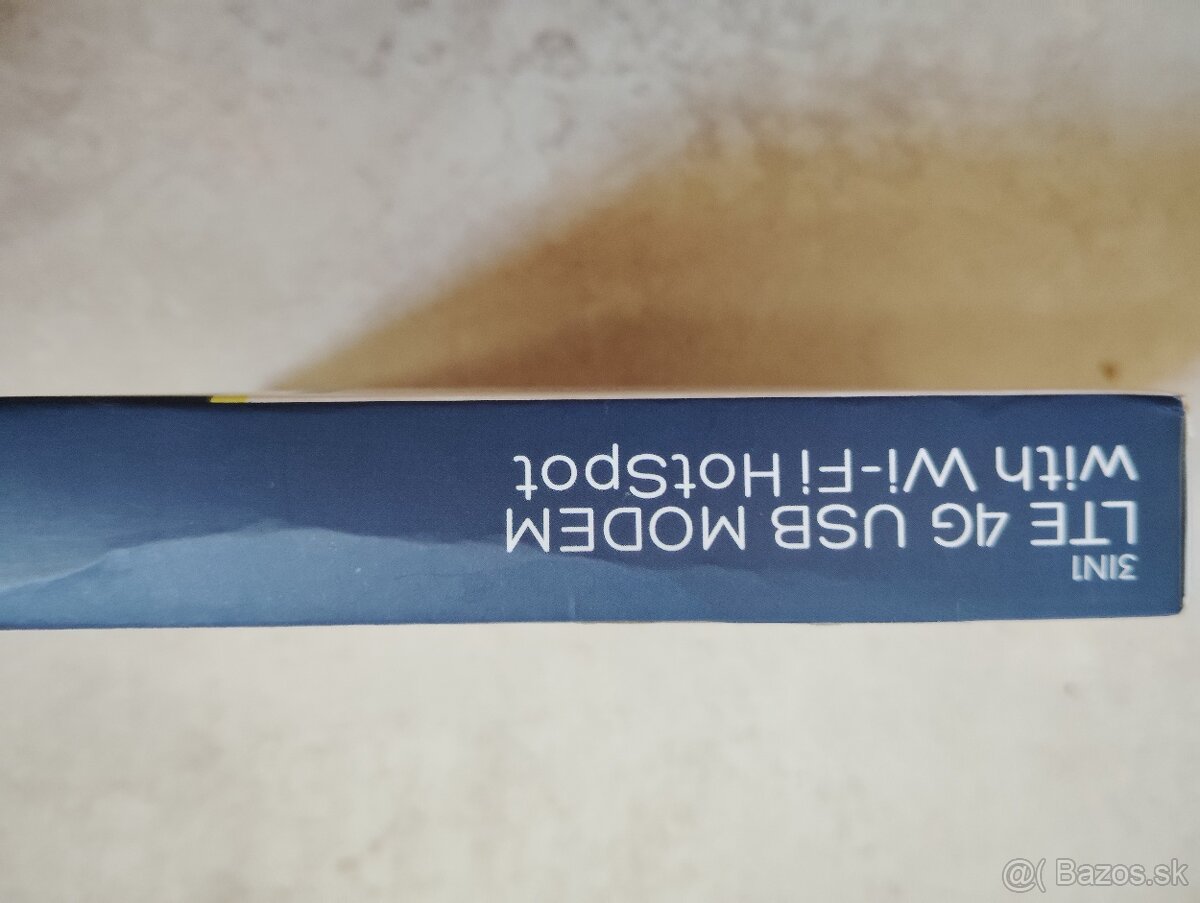 3IN1
LTE 4G USB MODEM
with Wi-Fi HotSpot
@( Bazos.sk